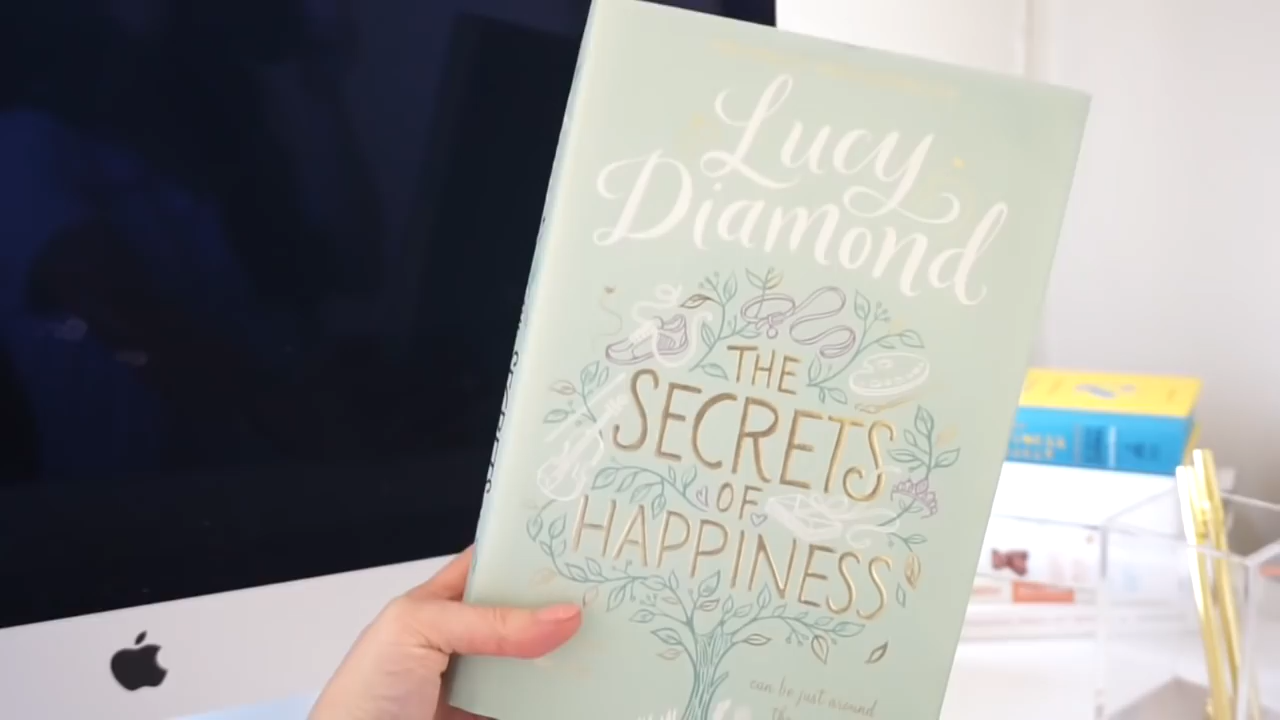 Lucy
Diamond
THE
SECRETS
OF
HAPPINESS
can be just around
the